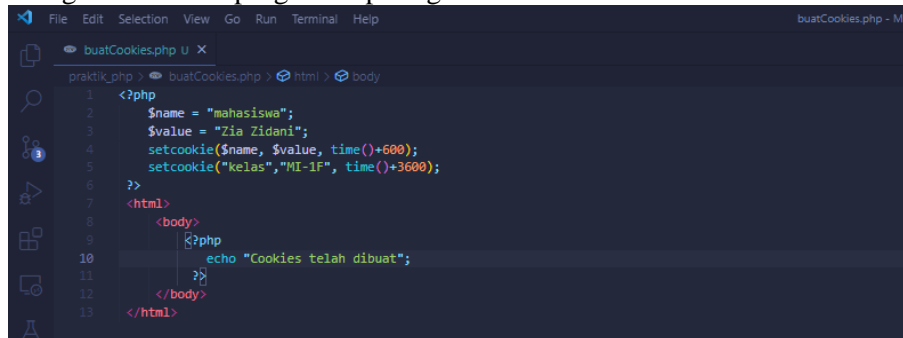 File Edit Selection View Go Run Terminal Help buatCookies.php - M
buatCookies.php U X
praktik_php > buatCookies.php > html > body
1 <?php
2 $name = "mahasiswa";
3 $value = "Zia Zidani";
4 setcookie($name, $value, time()+600);
5 setcookie("kelas","MI-1F", time()+3600);
6 ?>
7 <html>
8 <body>
9 <?php
10 echo "Cookies telah dibuat";
11 ?>
12 </body>
13 </html>
3